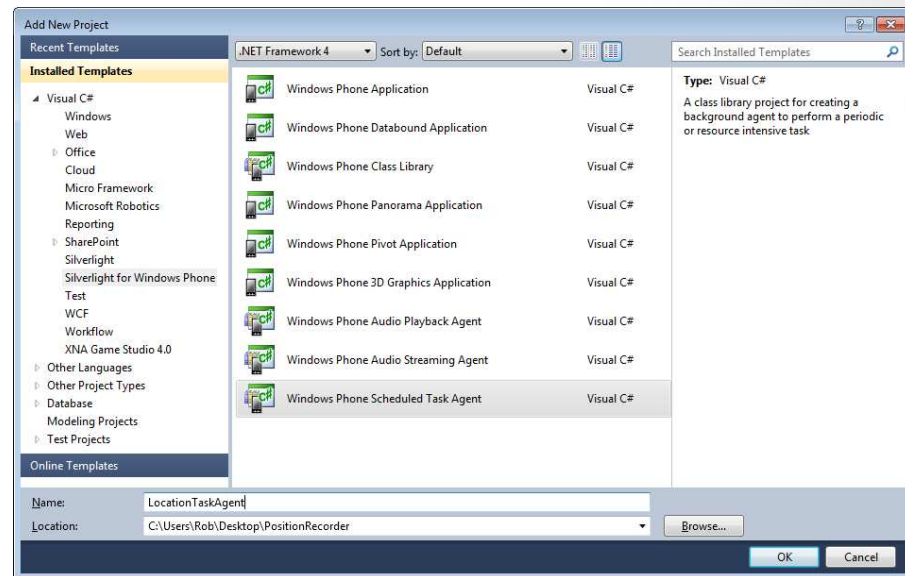 Add New Project
Recent Templates
Installed Templates
Visual C#
Windows
Web
Office
Cloud
Micro Framework
Microsoft Robotics
Reporting
SharePoint
Silverlight
Silverlight for Windows Phone
Test
WCF
Workflow
XNA Game Studio 4.0
Other Languages
Other Project Types
Database
Modeling Projects
Test Projects
Online Templates
.NET Framework 4 Sort by: Default
Windows Phone Application Visual C#
Windows Phone Databound Application Visual C#
Windows Phone Class Library Visual C#
Windows Phone Panorama Application Visual C#
Windows Phone Pivot Application Visual C#
Windows Phone 3D Graphics Application Visual C#
Windows Phone Audio Playback Agent Visual C#
Windows Phone Audio Streaming Agent Visual C#
Windows Phone Scheduled Task Agent Visual C#
Search Installed Templates
Type: Visual C#
A class library project for creating a
background agent to perform a periodic
or resource intensive task
Name: LocationTaskAgent
Location: C:\Users\Rob\Desktop\PositionRecorder Browse...
OK Cancel